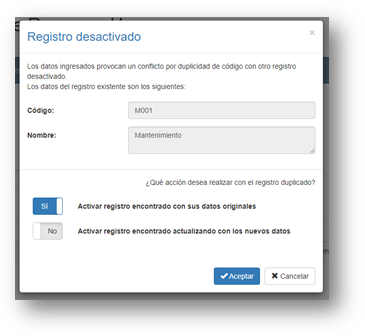 Registro desactivado
×
Los datos ingresados provocan un conflicto por duplicidad de código con otro registro
desactivado.
Los datos del registro existente son los siguientes:
Código:
M001
Nombre:
Mantenimiento
¿Qué acción desea realizar con el registro duplicado?
SÍ
Activar registro encontrado con sus datos originales
No
Activar registro encontrado actualizando con los nuevos datos
Aceptar
Cancelar